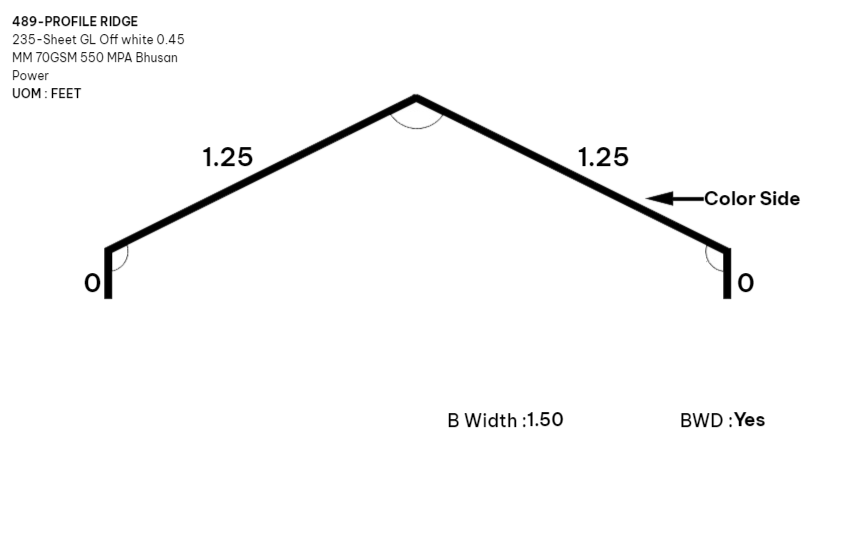 489-PROFILE RIDGE
235-Sheet GL Off white 0.45
MM 70GSM 550 MPA Bhusan
Power
UOM : FEET
1.25
1.25
Color Side
0
0
B Width :1.50
BWD :Yes